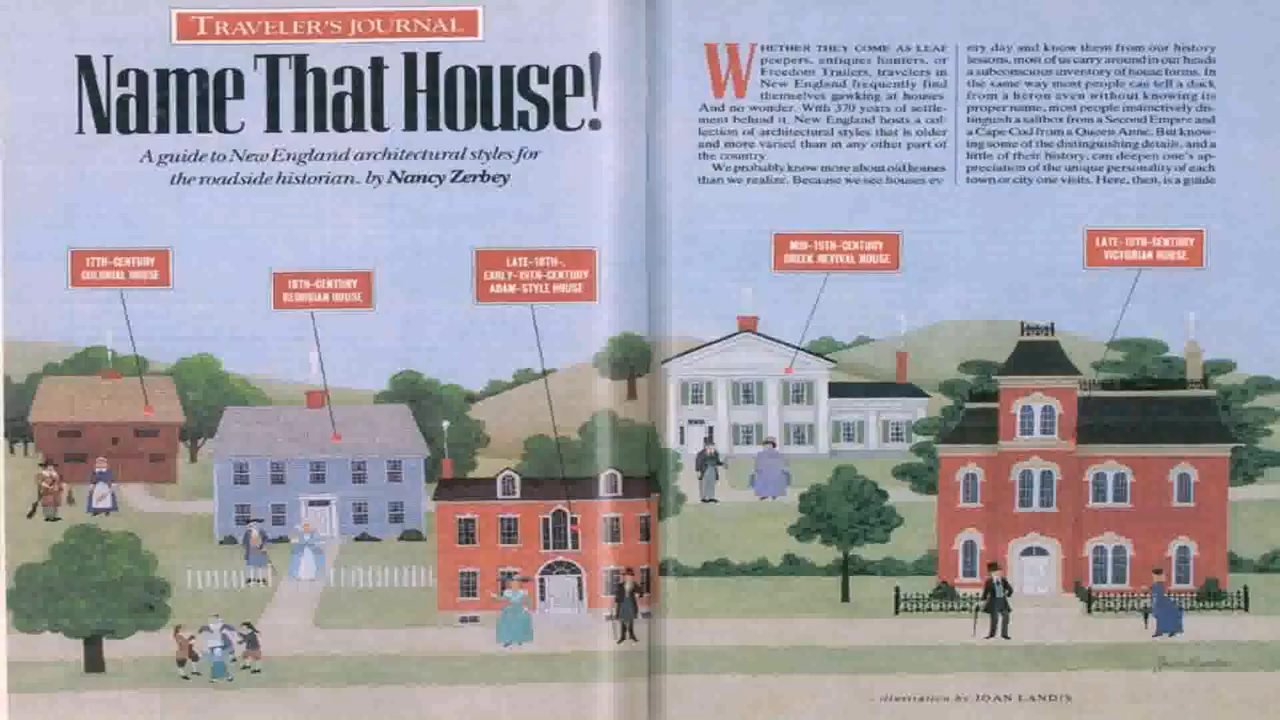 TRAVELER'S JOURNAL
Name That House!
A guide to New England architectural styles for
the roadside historian. by Nancy Zerbey
WHETHER THEY COME AS LEAF
peepers, antiques hunters, or
Freedom Trailers, travelers in
New England frequently find
themselves gawking at houses.
And no wonder. With 370 years of settle-
ment behind it, New England hosts a col-
lection of architectural styles that is older
and more varied than in any other part of
the country.
We probably know more about old houses
than we realize. Because we see houses ev-
ery day and know them from our history
lessons, most of us carry around in our heads
a subconscious inventory of house forms. In
the same way most people can tell a duck
from a heron even without knowing its
proper name, most people instinctively dis-
tinguish a saltbox from a Second Empire and
a Cape Cod from a Queen Anne. But know-
ing some of the distinguishing details, and a
little of their history, can deepen one's ap-
preciation of the unique personality of each
town or city one visits. Here, then, is a guide
17TH-CENTURY
COLONIAL HOUSE
18TH-CENTURY
GEORGIAN HOUSE
LATE-18TH-,
EARLY-19TH-CENTURY
ADAM-STYLE HOUSE
MID-19TH-CENTURY
GREEK REVIVAL HOUSE
LATE-19TH-CENTURY
VICTORIAN HOUSE
illustration by JOAN LANDIS